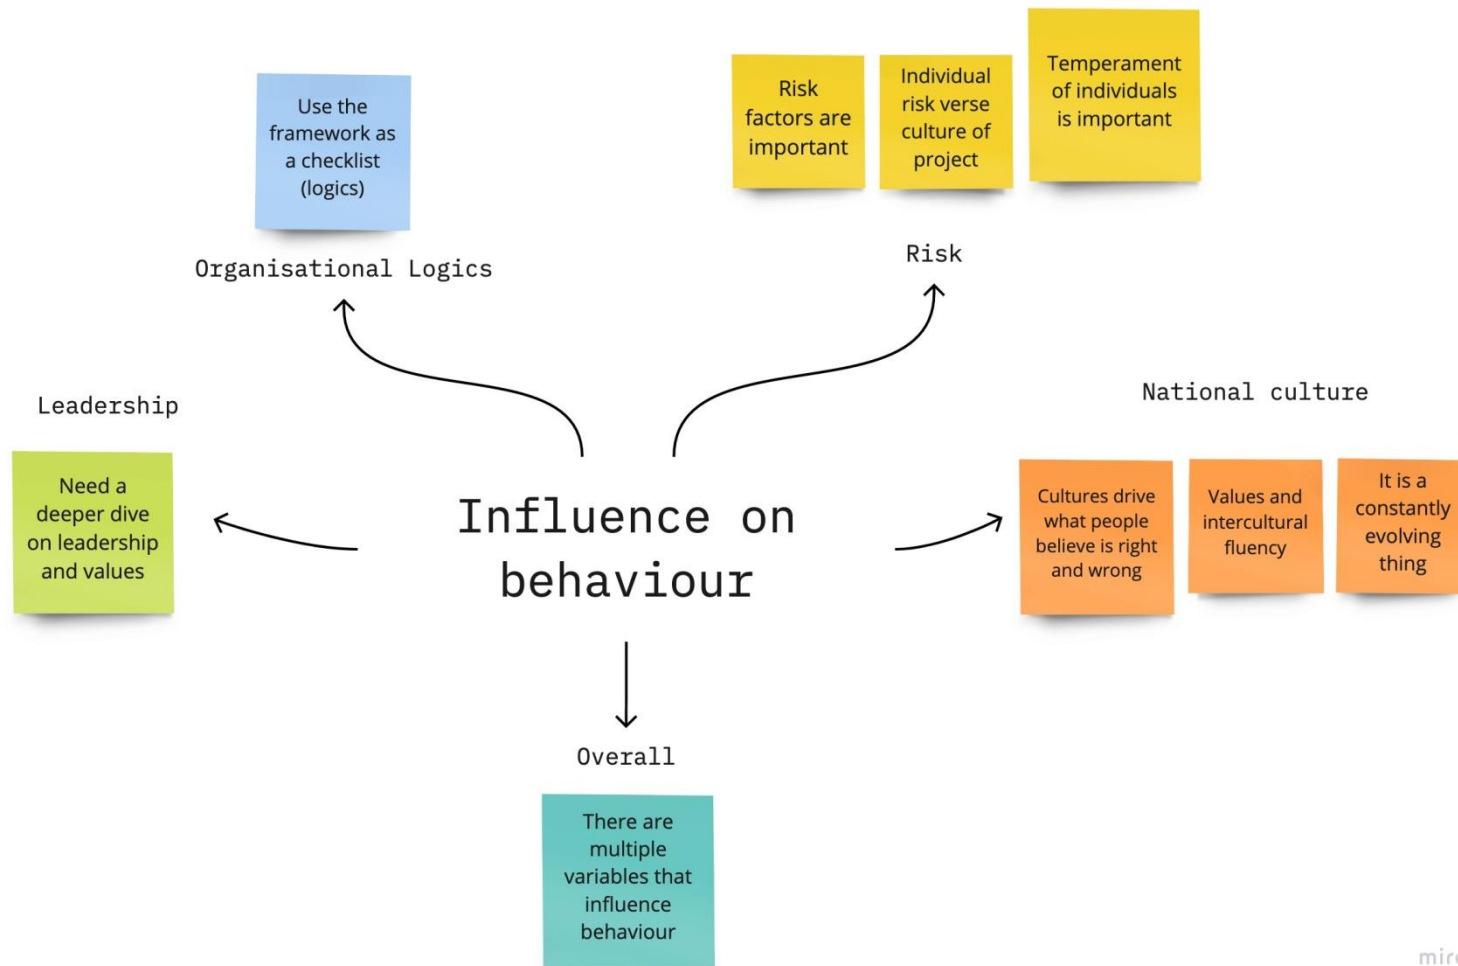 Use the
framework as
a checklist
(logics)
Organisational Logics
Risk
factors are
important
Individual
risk verse
culture of
project
Temperament
of individuals
is important
Risk
Leadership
Need a
deeper dive
on leadership
and values
Influence on
behaviour
National culture
Cultures drive
what people
believe is right
and wrong
Values and
intercultural
fluency
It is a
constantly
evolving
thing
Overall
There are
multiple
variables that
influence
behaviour